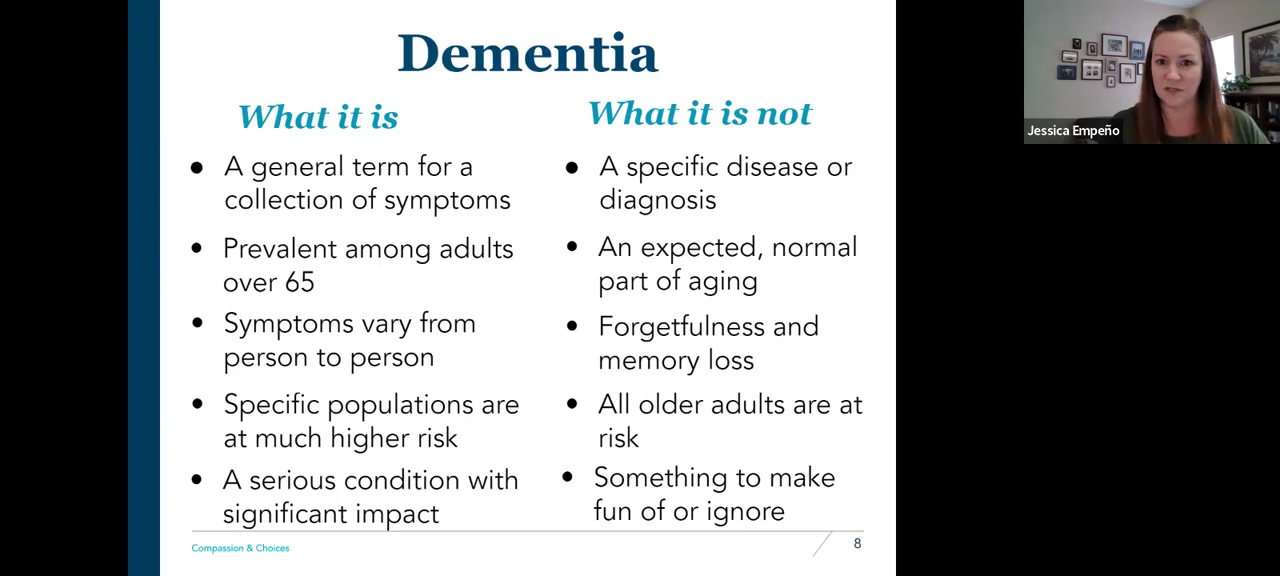 Dementia
What it is
● A general term for a
collection of symptoms
• Prevalent among adults
over 65
• Symptoms vary from
person to person
• Specific populations are
at much higher risk
• A serious condition with
significant impact
What it is not
● A specific disease or
diagnosis
• An expected, normal
part of aging
• Forgetfulness and
memory loss
• All older adults are at
risk
• Something to make
fun of or ignore
Compassion & Choices
8
Jessica Empeño